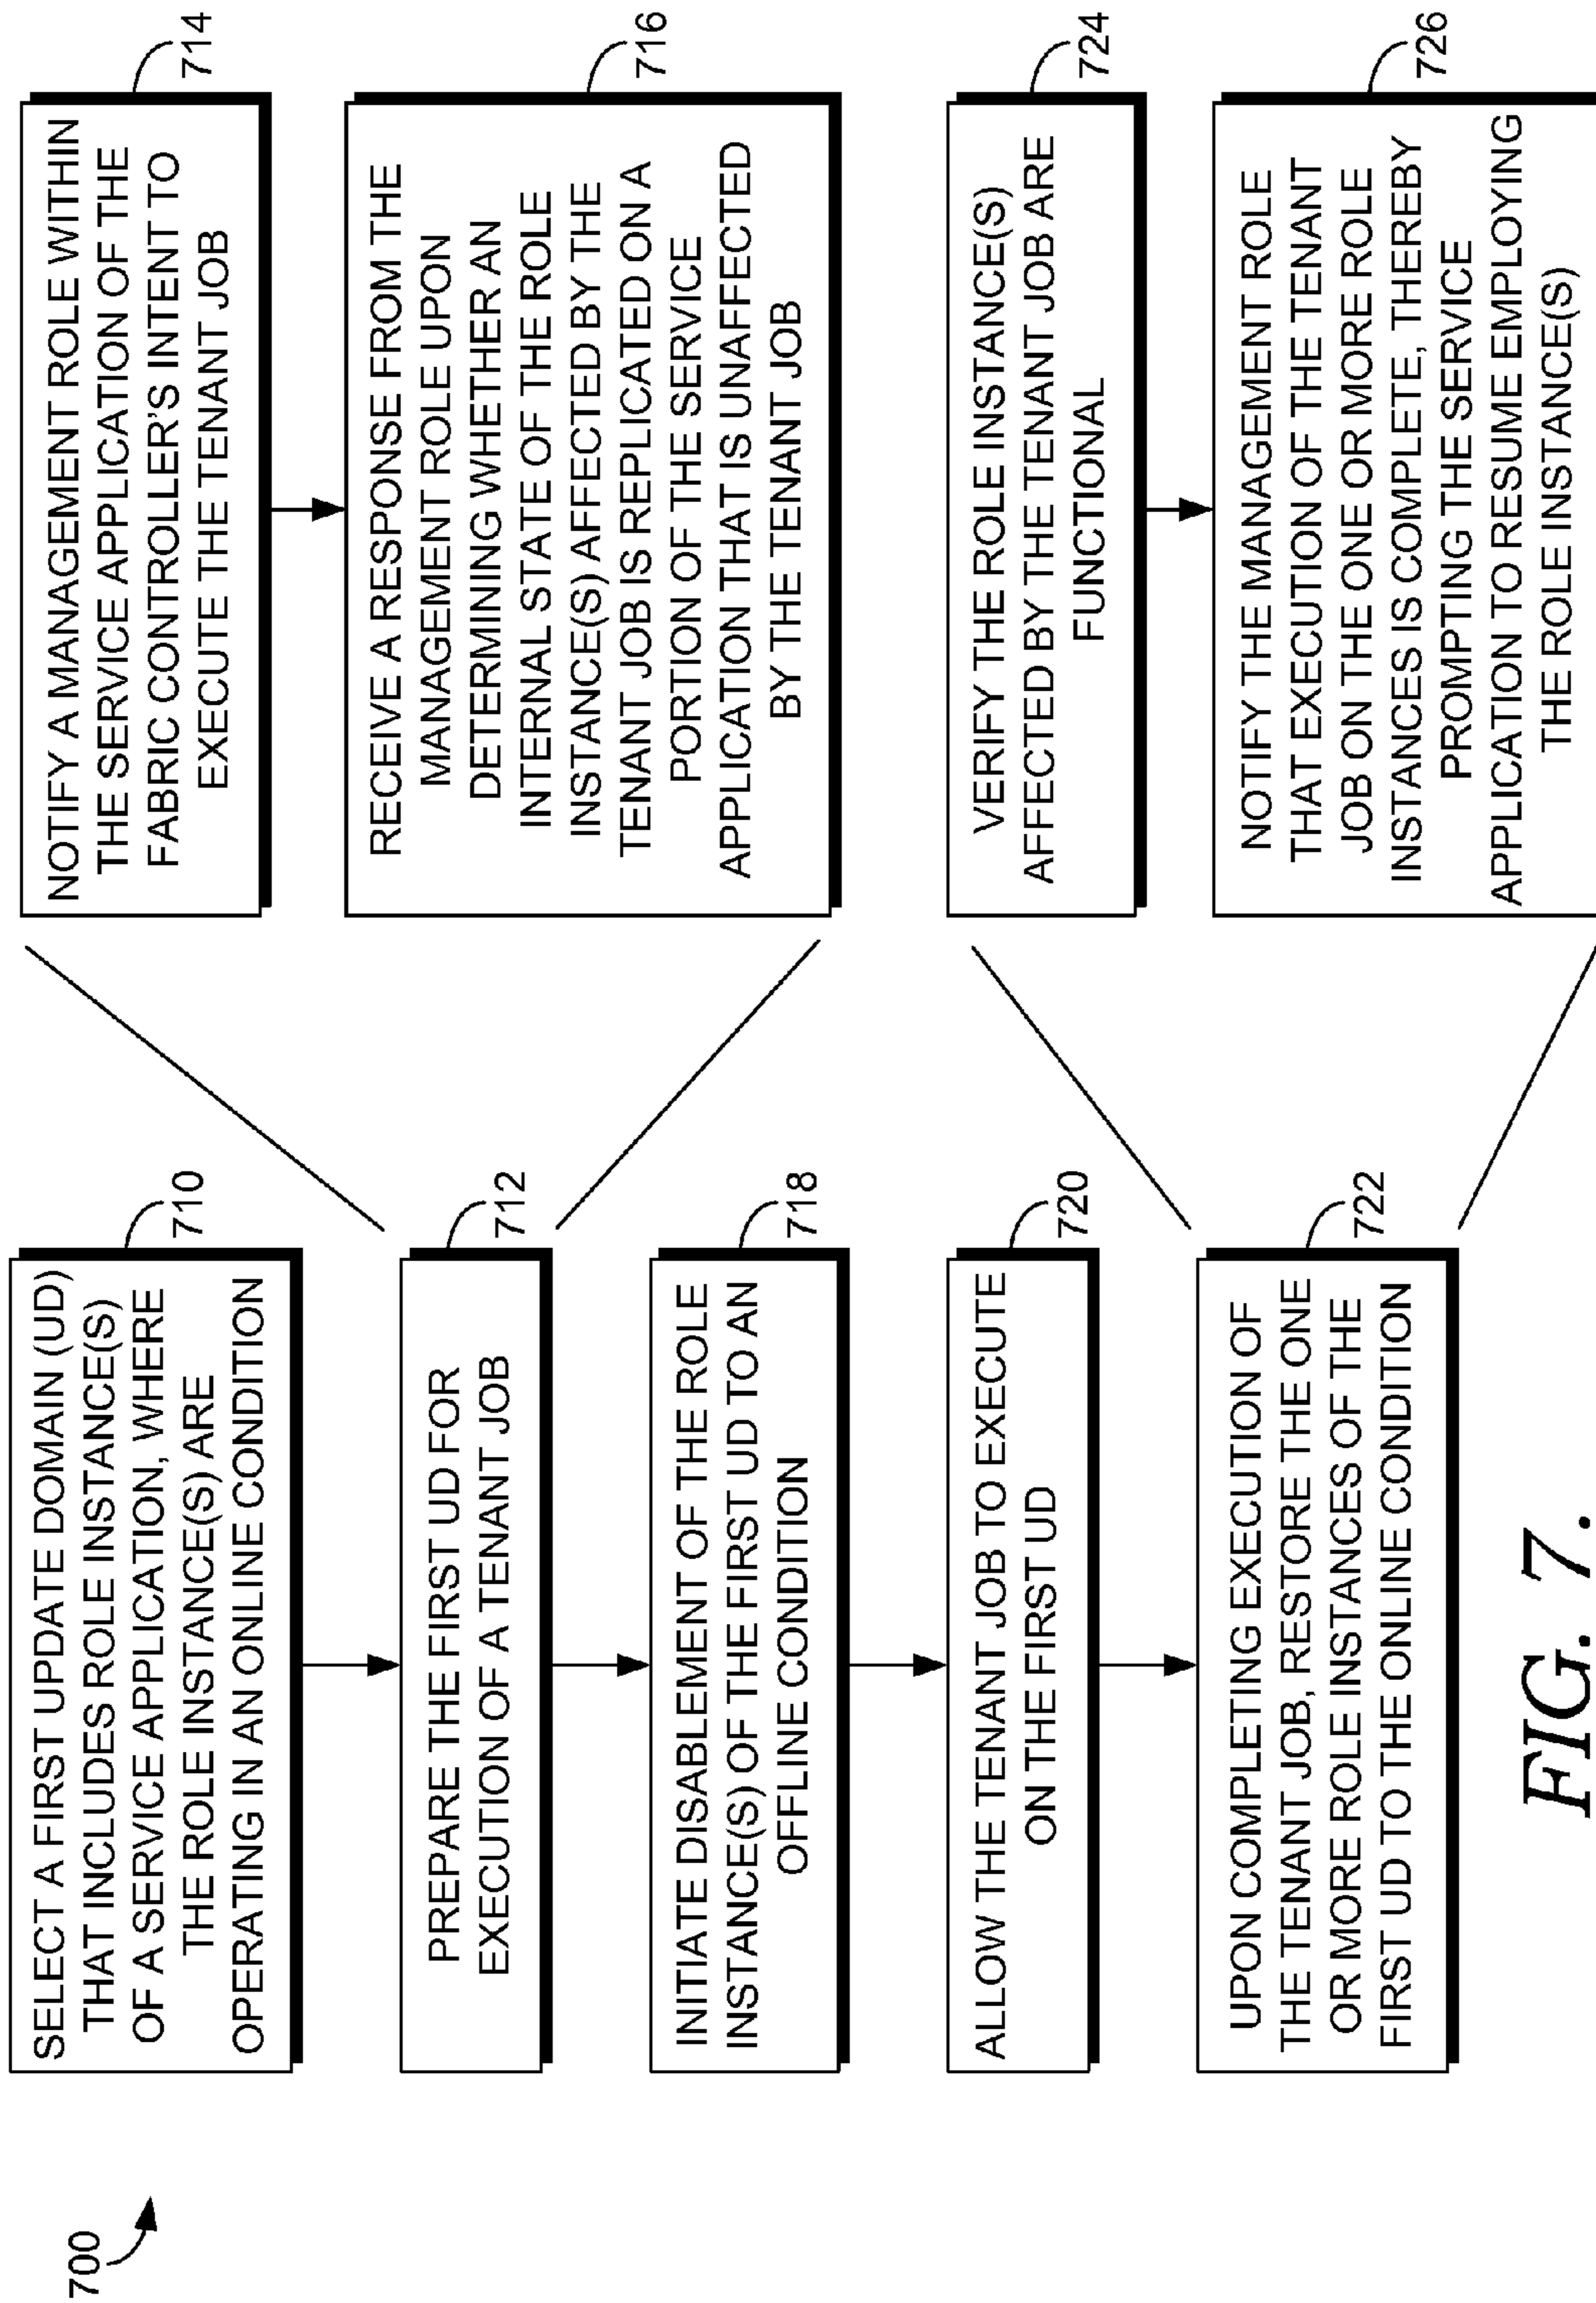 700
SELECT A FIRST UPDATE DOMAIN (UD)
THAT INCLUDES ROLE INSTANCE(S)
OF A SERVICE APPLICATION, WHERE
THE ROLE INSTANCE(S) ARE
OPERATING IN AN ONLINE CONDITION
710
PREPARE THE FIRST UD FOR
EXECUTION OF A TENANT JOB
712
NOTIFY A MANAGEMENT ROLE WITHIN
THE SERVICE APPLICATION OF THE
FABRIC CONTROLLER'S INTENT TO
EXECUTE THE TENANT JOB
714
RECEIVE A RESPONSE FROM THE
MANAGEMENT ROLE UPON
DETERMINING WHETHER AN
INTERNAL STATE OF THE ROLE
INSTANCE(S) AFFECTED BY THE
TENANT JOB IS REPLICATED ON A
PORTION OF THE SERVICE
APPLICATION THAT IS UNAFFECTED
BY THE TENANT JOB
716
INITIATE DISABLEMENT OF THE ROLE
INSTANCE(S) OF THE FIRST UD TO AN
OFFLINE CONDITION
718
ALLOW THE TENANT JOB TO EXECUTE
ON THE FIRST UD
720
UPON COMPLETING EXECUTION OF
THE TENANT JOB, RESTORE THE ONE
OR MORE ROLE INSTANCES OF THE
FIRST UD TO THE ONLINE CONDITION
722
VERIFY THE ROLE INSTANCE(S)
AFFECTED BY THE TENANT JOB ARE
FUNCTIONAL
724
NOTIFY THE MANAGEMENT ROLE
THAT EXECUTION OF THE TENANT
JOB ON THE ONE OR MORE ROLE
INSTANCES IS COMPLETE, THEREBY
PROMPTING THE SERVICE
APPLICATION TO RESUME EMPLOYING
THE ROLE INSTANCE(S)
726
FIG. 7.